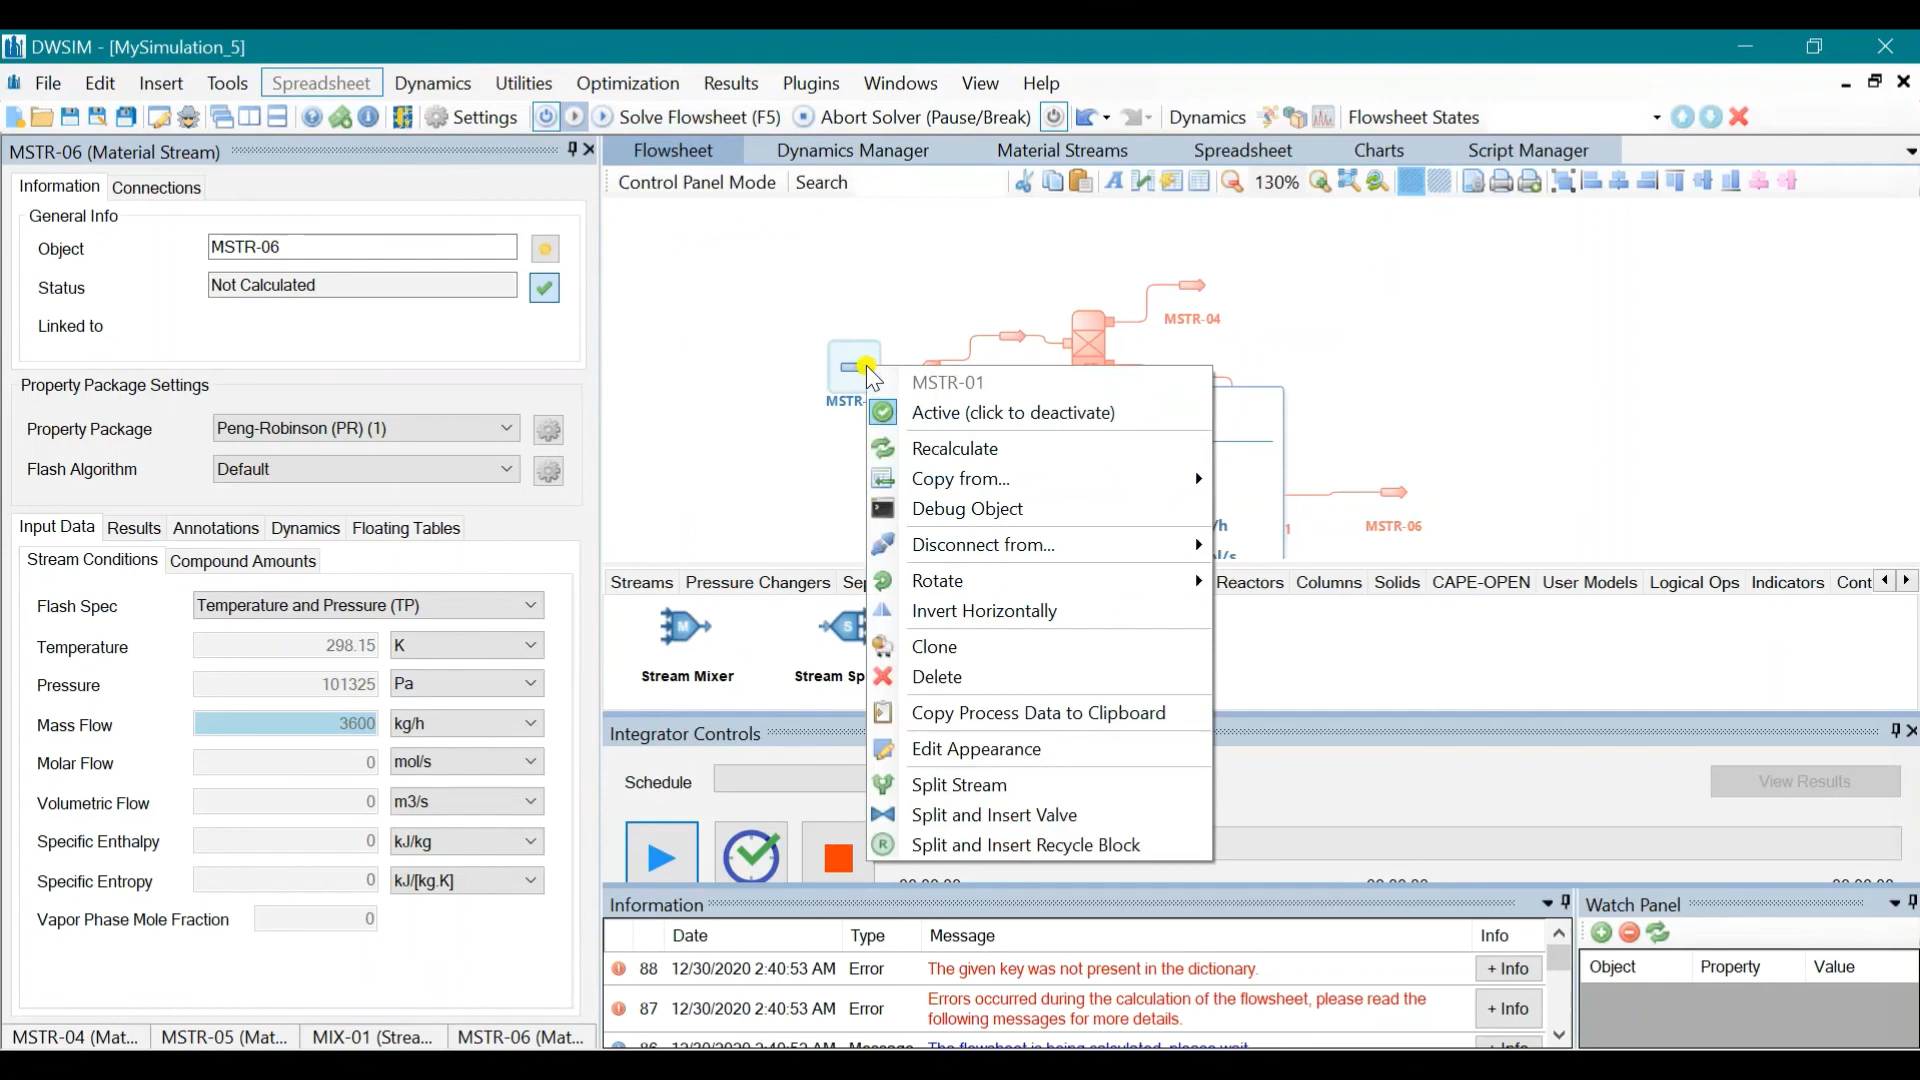 DWSIM - [MySimulation_5]
File Edit Insert Tools Spreadsheet Dynamics Utilities Optimization Results Plugins Windows View Help
Settings Solve Flowsheet (F5) Abort Solver (Pause/Break) Dynamics Flowsheet States
MSTR-06 (Material Stream)
Flowsheet Dynamics Manager Material Streams Spreadsheet Charts Script Manager
Control Panel Mode Search 130%
Information Connections
General Info
Object MSTR-06
Status Not Calculated
Linked to
Property Package Settings
Property Package Peng-Robinson (PR) (1)
Flash Algorithm Default
Input Data Results Annotations Dynamics Floating Tables
Stream Conditions Compound Amounts
Flash Spec Temperature and Pressure (TP)
Temperature 298.15 K
Pressure 101325 Pa
Mass Flow 3600 kg/h
Molar Flow 0 mol/s
Volumetric Flow 0 m3/s
Specific Enthalpy 0 kJ/kg
Specific Entropy 0 kJ/[kg.K]
Vapor Phase Mole Fraction 0
MSTR-04 (Mat... MSTR-05 (Mat... MIX-01 (Strea... MSTR-06 (Mat...
MSTR-04
MSTR-
MSTR-06
/h
1
MSTR-01
Active (click to deactivate)
Recalculate
Copy from...
Debug Object
Disconnect from...
Rotate
Invert Horizontally
Clone
Delete
Copy Process Data to Clipboard
Edit Appearance
Split Stream
Split and Insert Valve
R Split and Insert Recycle Block
Streams Pressure Changers Sep Reactors Columns Solids CAPE-OPEN User Models Logical Ops Indicators Cont
M S
Stream Mixer Stream Sp
Integrator Controls
Schedule View Results
Information
Date Type Message Info
88 12/30/2020 2:40:53 AM Error The given key was not present in the dictionary. + Info
87 12/30/2020 2:40:53 AM Error Errors occurred during the calculation of the flowsheet, please read the
following messages for more details. + Info
Watch Panel
Object Property Value